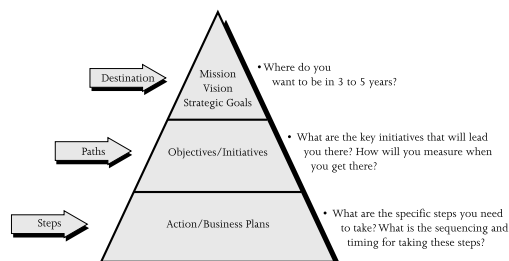 Destination
Mission
Vision
Strategic Goals
• Where do you
want to be in 3 to 5 years?
Paths
Objectives/Initiatives
• What are the key initiatives that will lead
you there? How will you measure when
you get there?
Steps
Action/Business Plans
• What are the specific steps you need
to take? What is the sequencing and
timing for taking these steps?